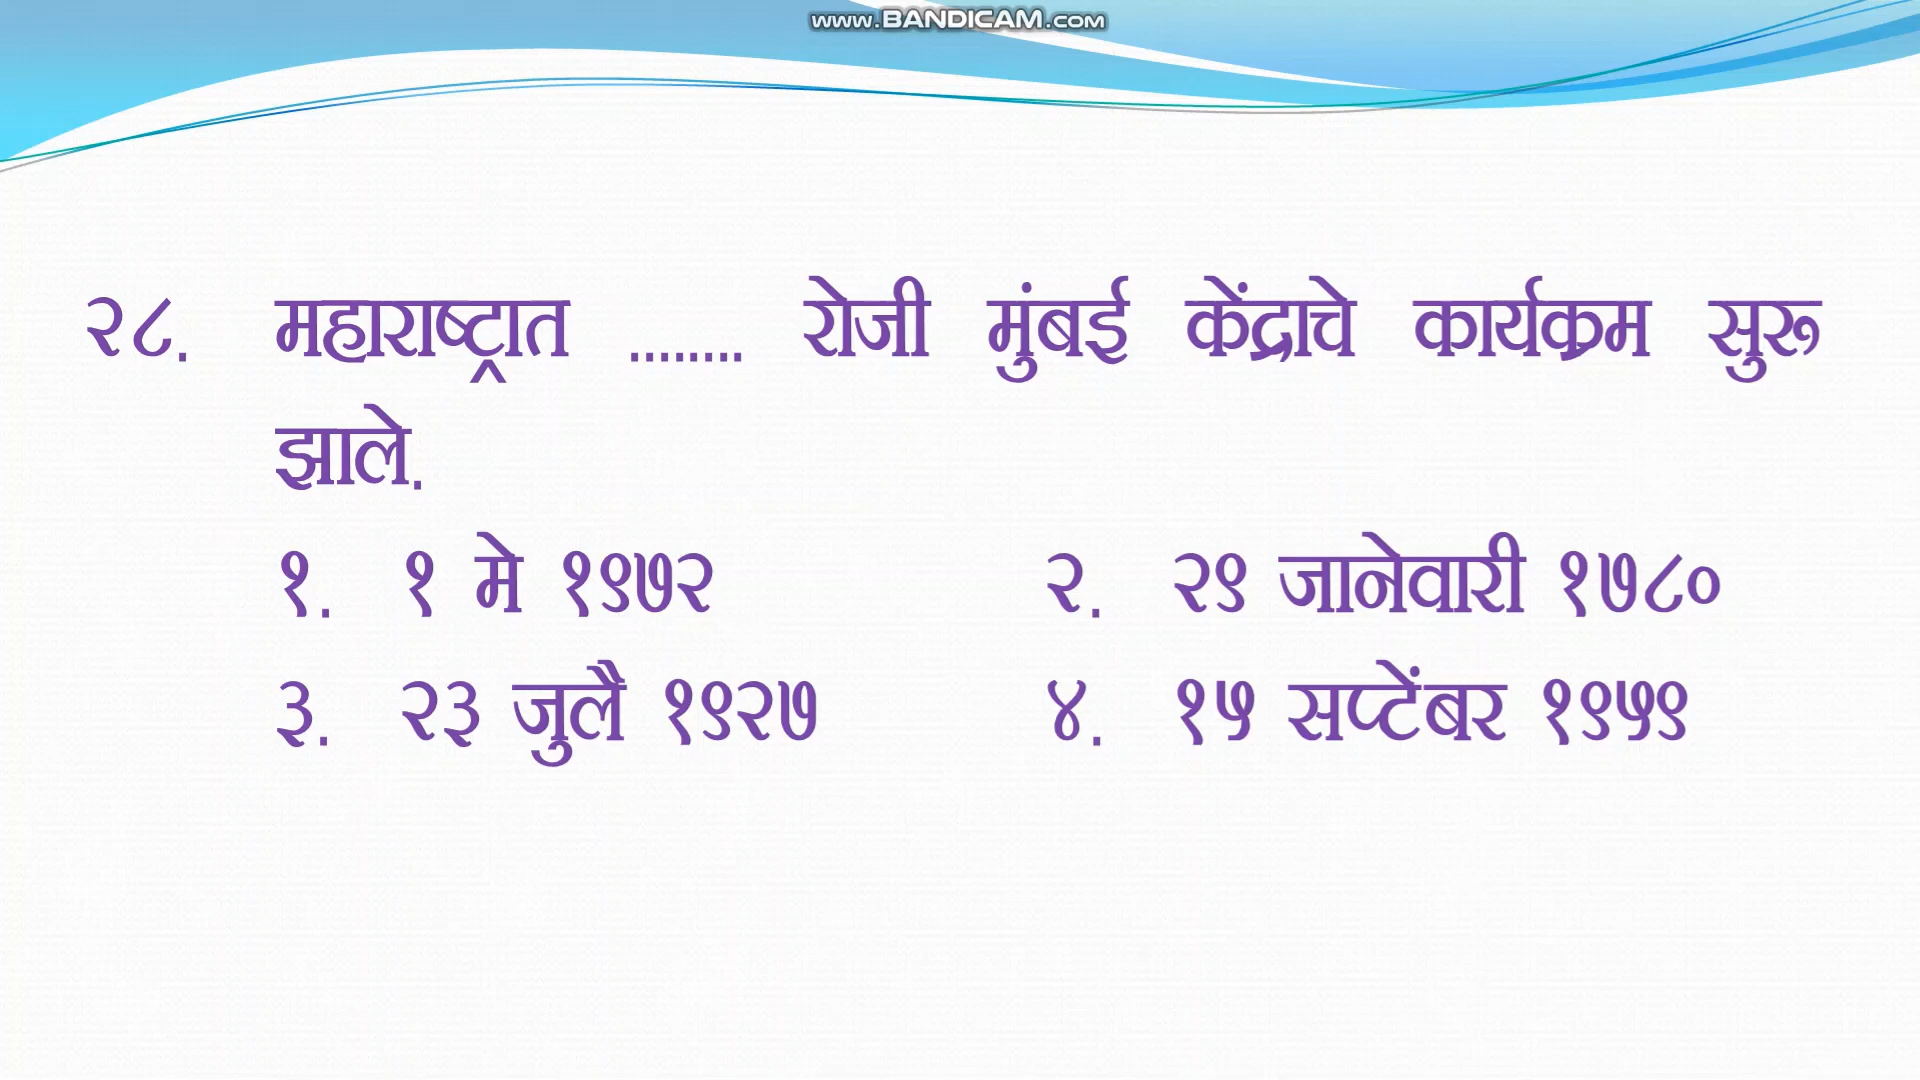 www.BANDICAM.com
२८. महाराष्ट्रात ........ रोजी मुंबई केंद्राचे कार्यक्रम सुरू
झाले.
१. १ मे १९७२ २. २९ जानेवारी १७८०
३. २३ जुलै १९२७ ४. १५ सप्टेंबर १९५९